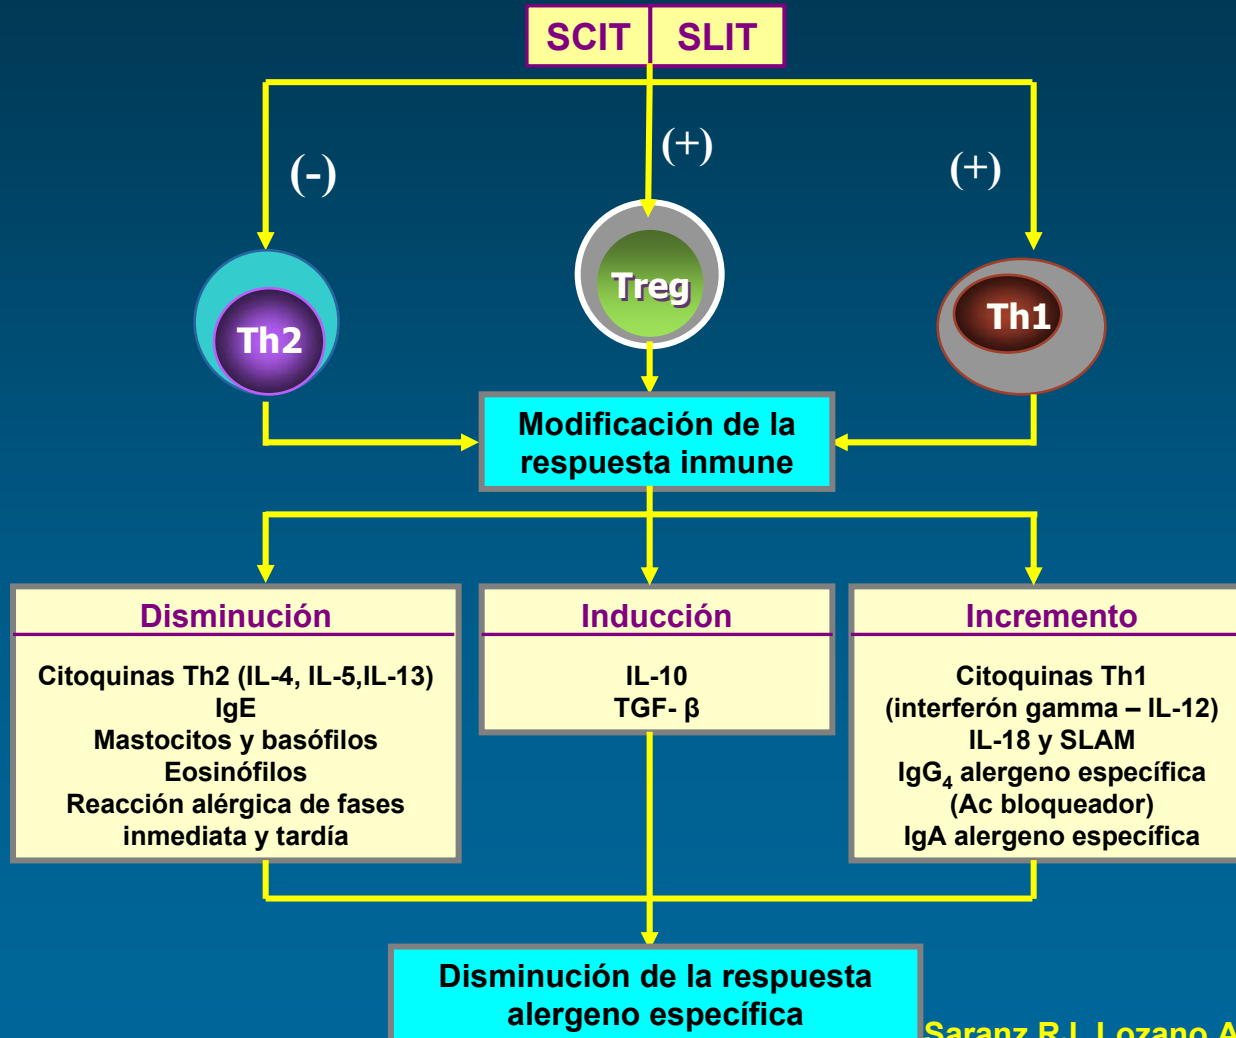 SCIT SLIT
(-)
(+)
(+)
Th2
Treg
Th1
Modificación de la
respuesta inmune
Disminución
Citoquinas Th2 (IL-4, IL-5,IL-13)
IgE
Mastocitos y basófilos
Eosinófilos
Reacción alérgica de fases
inmediata y tardía
Inducción
IL-10
TGF- β
Incremento
Citoquinas Th1
(interferón gamma – IL-12)
IL-18 y SLAM
IgG₄ alergeno específica
(Ac bloqueador)
IgA alergeno específica
Disminución de la respuesta
alergeno específica
Saranz RJ, Lozano A